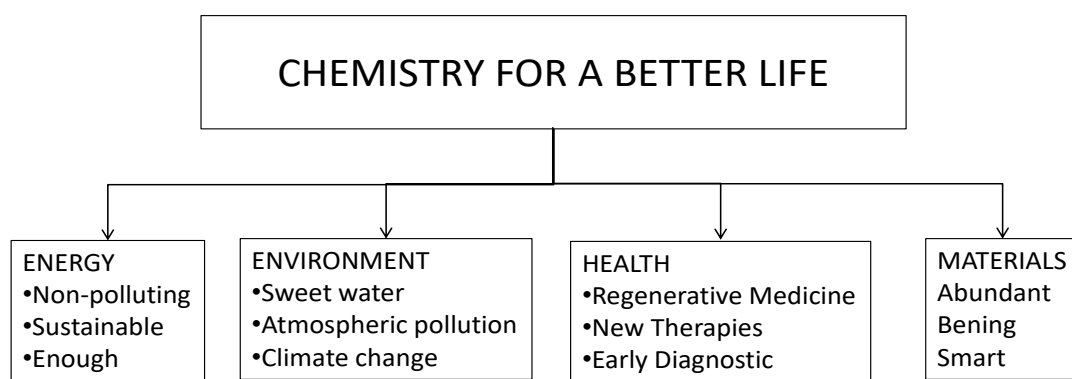 CHEMISTRY FOR A BETTER LIFE
ENERGY
•Non-polluting
•Sustainable
•Enough
ENVIRONMENT
•Sweet water
•Atmospheric pollution
•Climate change
HEALTH
•Regenerative Medicine
•New Therapies
•Early Diagnostic
MATERIALS
Abundant
Bening
Smart